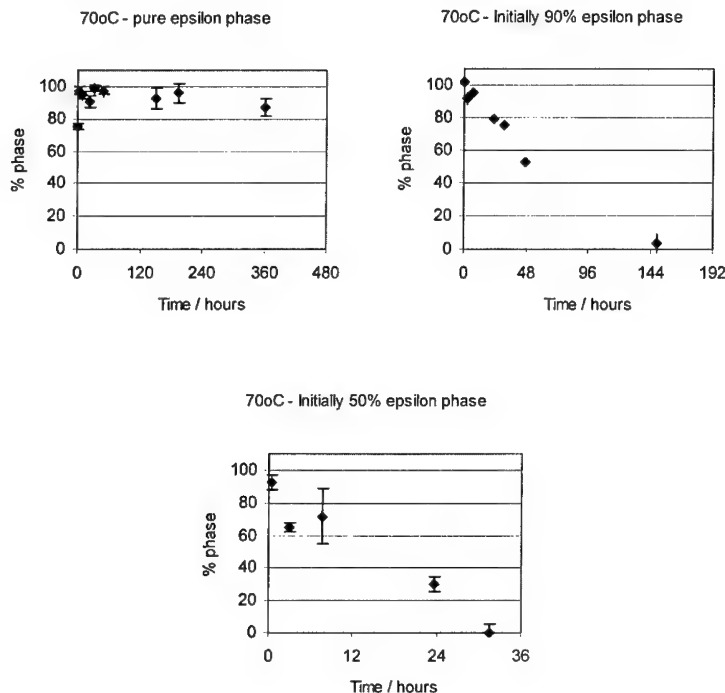 70oC - pure epsilon phase
% phase
100
80
60
40
20
0
0 120 240 360 480
Time / hours
70oC - Initially 90% epsilon phase
% phase
100
80
60
40
20
0
0 48 96 144 192
Time / hours
70oC - Initially 50% epsilon phase
% phase
100
80
60
40
20
0
0 12 24 36
Time / hours